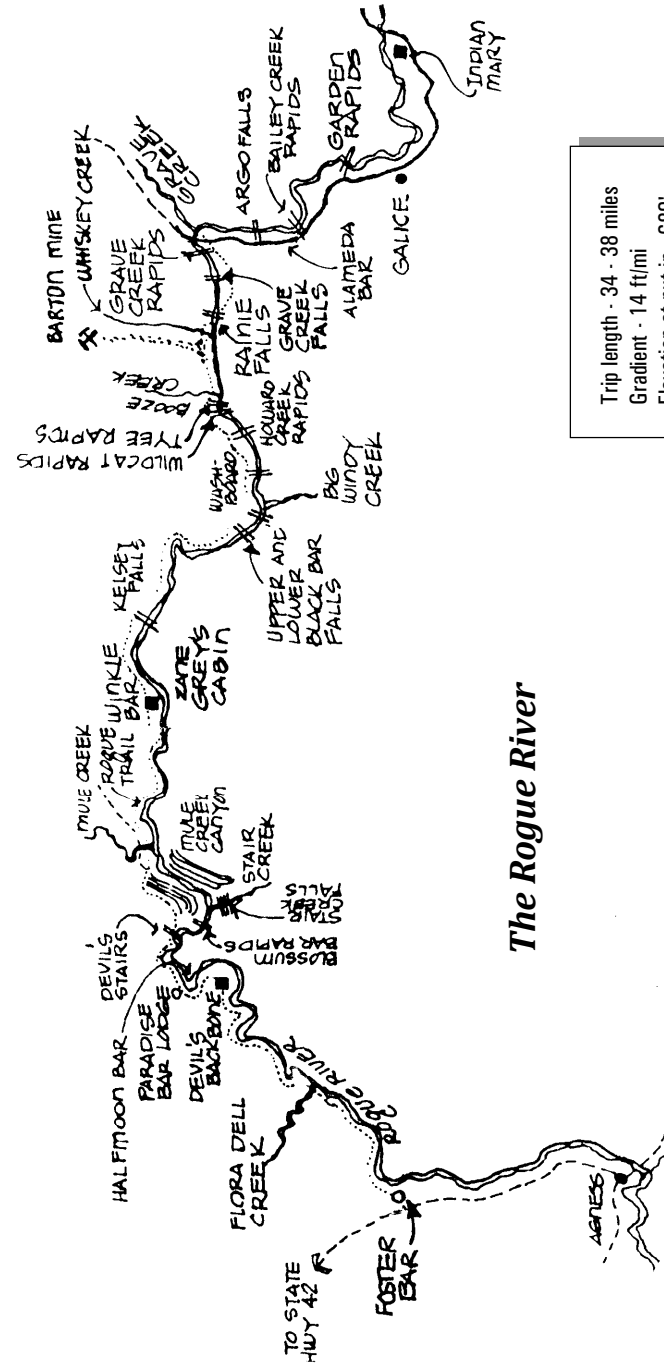 HALFMOON BAR
DEVIL'S
STAIRS
PARADISE
BAR LODGE
DEVIL'S
BACKBONE
FLORA DELL
CREEK
ROGUE RIVER
TO STATE
HWY 42
FOSTER
BAR
AGNESS
BLOSSUM
BAR RAPIDS
STAIR
CREEK
FALLS
STAIR
CREEK
MULE
CREEK
CANYON
MULE CREEK
ROGUE
TRAIL
WINKLE
BAR
ZANE
GREY'S
CABIN
KELSEY
FALLS
UPPER AND
LOWER
BLACK BAR
FALLS
BIG
WINDY
CREEK
WASH-
BOARD
HOWARD
CREEK
RAPIDS
WILDCAT RAPIDS
TYEE RAPIDS
BOOZE
CREEK
BARTON MINE
WHISKEY CREEK
RAINIE
FALLS
GRAVE
CREEK
FALLS
GRAVE
CREEK
RAPIDS
GRAVE
CREEK
ARGO FALLS
BAILEY CREEK
RAPIDS
ALAMEDA
BAR
GARDEN
RAPIDS
GALICE
INDIAN
MARY
The Rogue River
Trip length - 34 - 38 miles
Gradient - 14 ft/mi